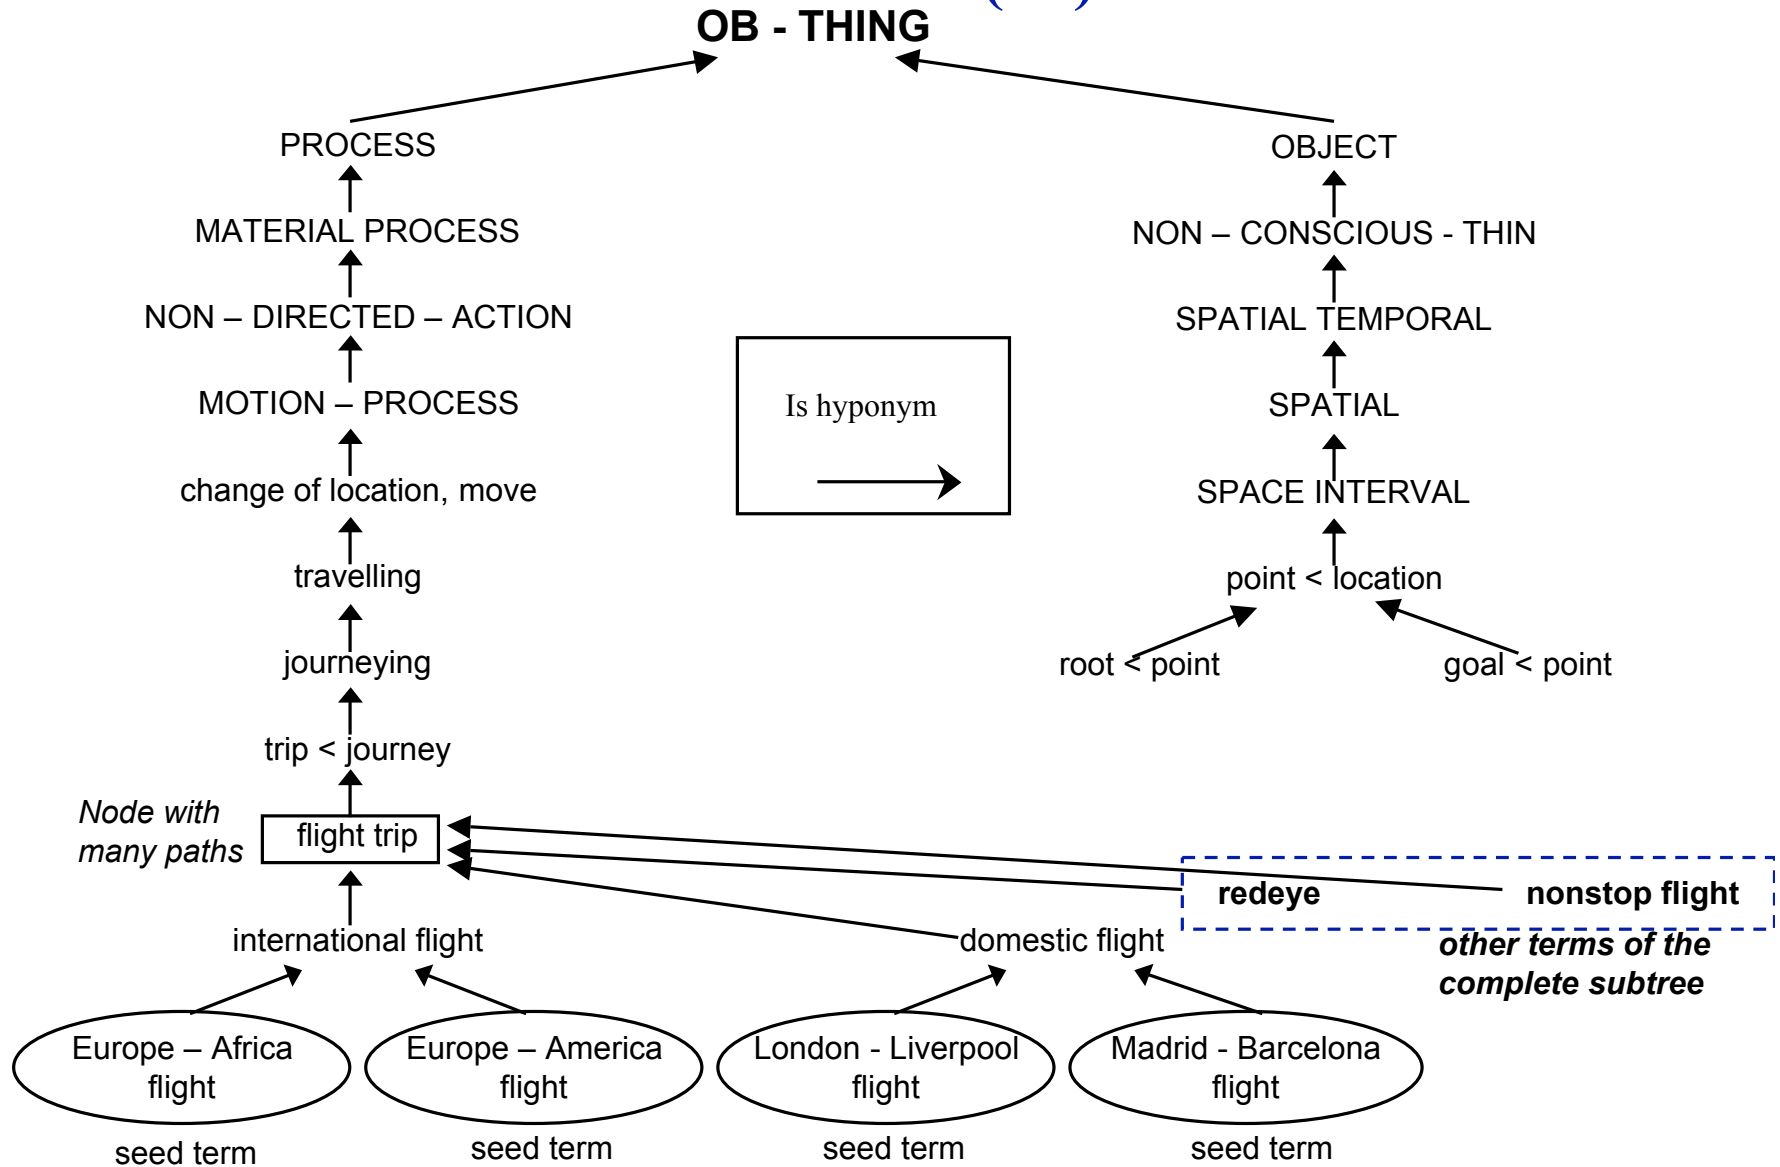 OB - THING
PROCESS
OBJECT
MATERIAL PROCESS
NON – CONSCIOUS - THIN
NON – DIRECTED – ACTION
SPATIAL TEMPORAL
MOTION – PROCESS
Is hyponym
SPATIAL
change of location, move
SPACE INTERVAL
travelling
point < location
journeying
root < point
goal < point
trip < journey
Node with
many paths
flight trip
redeye
nonstop flight
international flight
domestic flight
other terms of the
complete subtree
Europe – Africa
flight
Europe – America
flight
London - Liverpool
flight
Madrid - Barcelona
flight
seed term
seed term
seed term
seed term